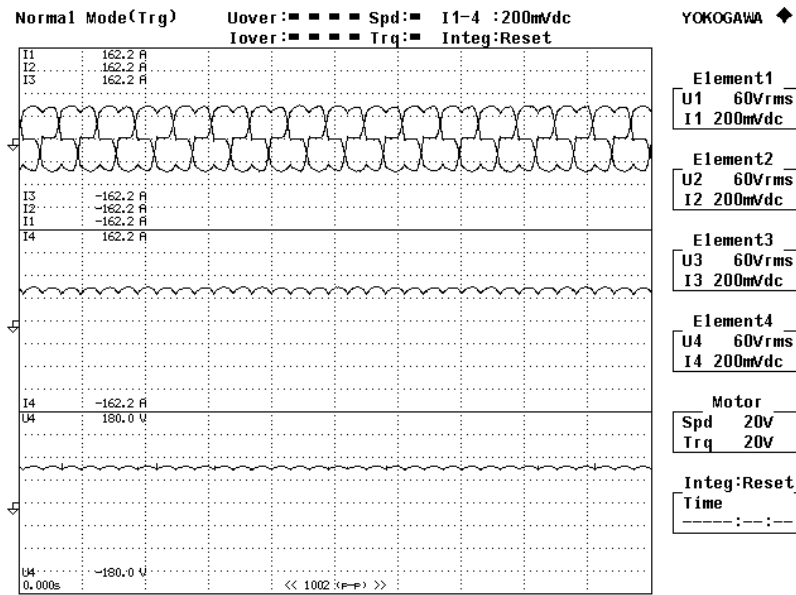 Normal Mode(Trg) Uover: Spd: I1-4 :200mVdc YOKOGAWA
Iover: Trq: Integ:Reset
I1 162.2 A
I2 162.2 A
I3 162.2 A
I3 -162.2 A
I2 -162.2 A
I1 -162.2 A
I4 162.2 A
I4 -162.2 A
U4 180.0 V
U4 -180.0 V
0.000s << 1002 (p-p) >>
Element1
U1 60Vrms
I1 200mVdc
Element2
U2 60Vrms
I2 200mVdc
Element3
U3 60Vrms
I3 200mVdc
Element4
U4 60Vrms
I4 200mVdc
Motor
Spd 20V
Trq 20V
Integ:Reset
Time
-----:--:--